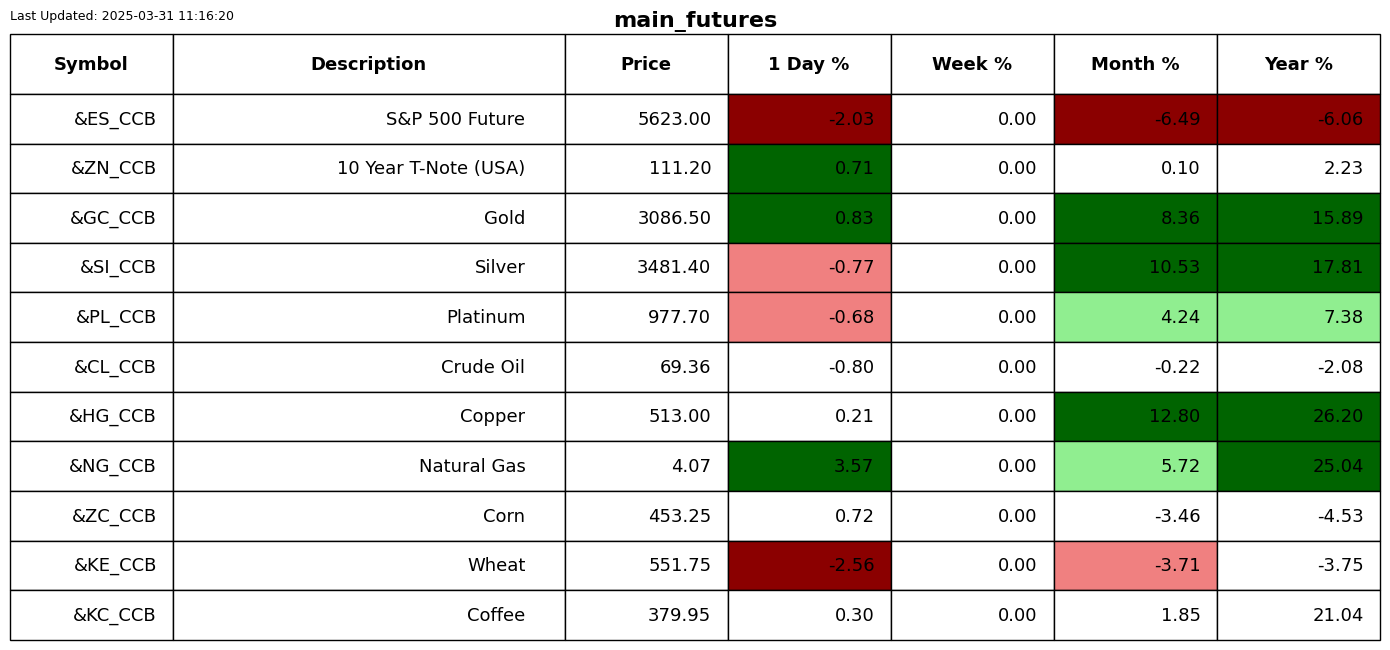 Last Updated: 2025-03-31 11:16:20
main_futures
Symbol Description Price 1 Day % Week % Month % Year %
&ES_CCB S&P 500 Future 5623.00 -2.03 0.00 -6.49 -6.06
&ZN_CCB 10 Year T-Note (USA) 111.20 0.71 0.00 0.10 2.23
&GC_CCB Gold 3086.50 0.83 0.00 8.36 15.89
&SI_CCB Silver 3481.40 -0.77 0.00 10.53 17.81
&PL_CCB Platinum 977.70 -0.68 0.00 4.24 7.38
&CL_CCB Crude Oil 69.36 -0.80 0.00 -0.22 -2.08
&HG_CCB Copper 513.00 0.21 0.00 12.80 26.20
&NG_CCB Natural Gas 4.07 3.57 0.00 5.72 25.04
&ZC_CCB Corn 453.25 0.72 0.00 -3.46 -4.53
&KE_CCB Wheat 551.75 -2.56 0.00 -3.71 -3.75
&KC_CCB Coffee 379.95 0.30 0.00 1.85 21.04